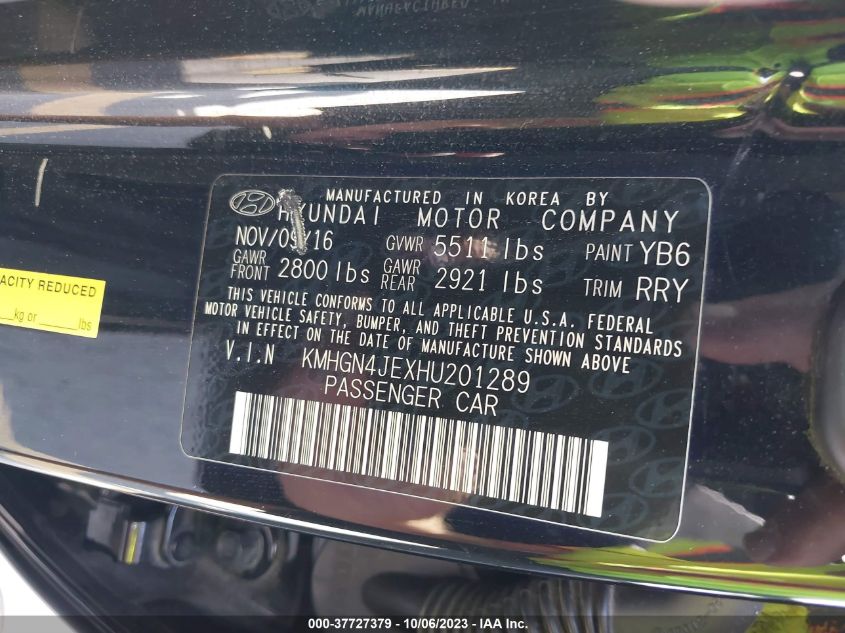 MANUFACTURED IN KOREA BY
HYUNDAI MOTOR COMPANY
NOV/09/16 GVWR 5511 lbs PAINT YB6
GAWR FRONT 2800 lbs GAWR REAR 2921 lbs TRIM RRY
THIS VEHICLE CONFORMS TO ALL APPLICABLE U.S.A. FEDERAL
MOTOR VEHICLE SAFETY, BUMPER, AND THEFT PREVENTION STANDARDS
IN EFFECT ON THE DATE OF MANUFACTURE SHOWN ABOVE
V.I.N KMHGN4JEXHU201289
PASSENGER CAR
ACITY REDUCED
kg or lbs
000-37727379 | 10/06/2023 | IAA Inc.